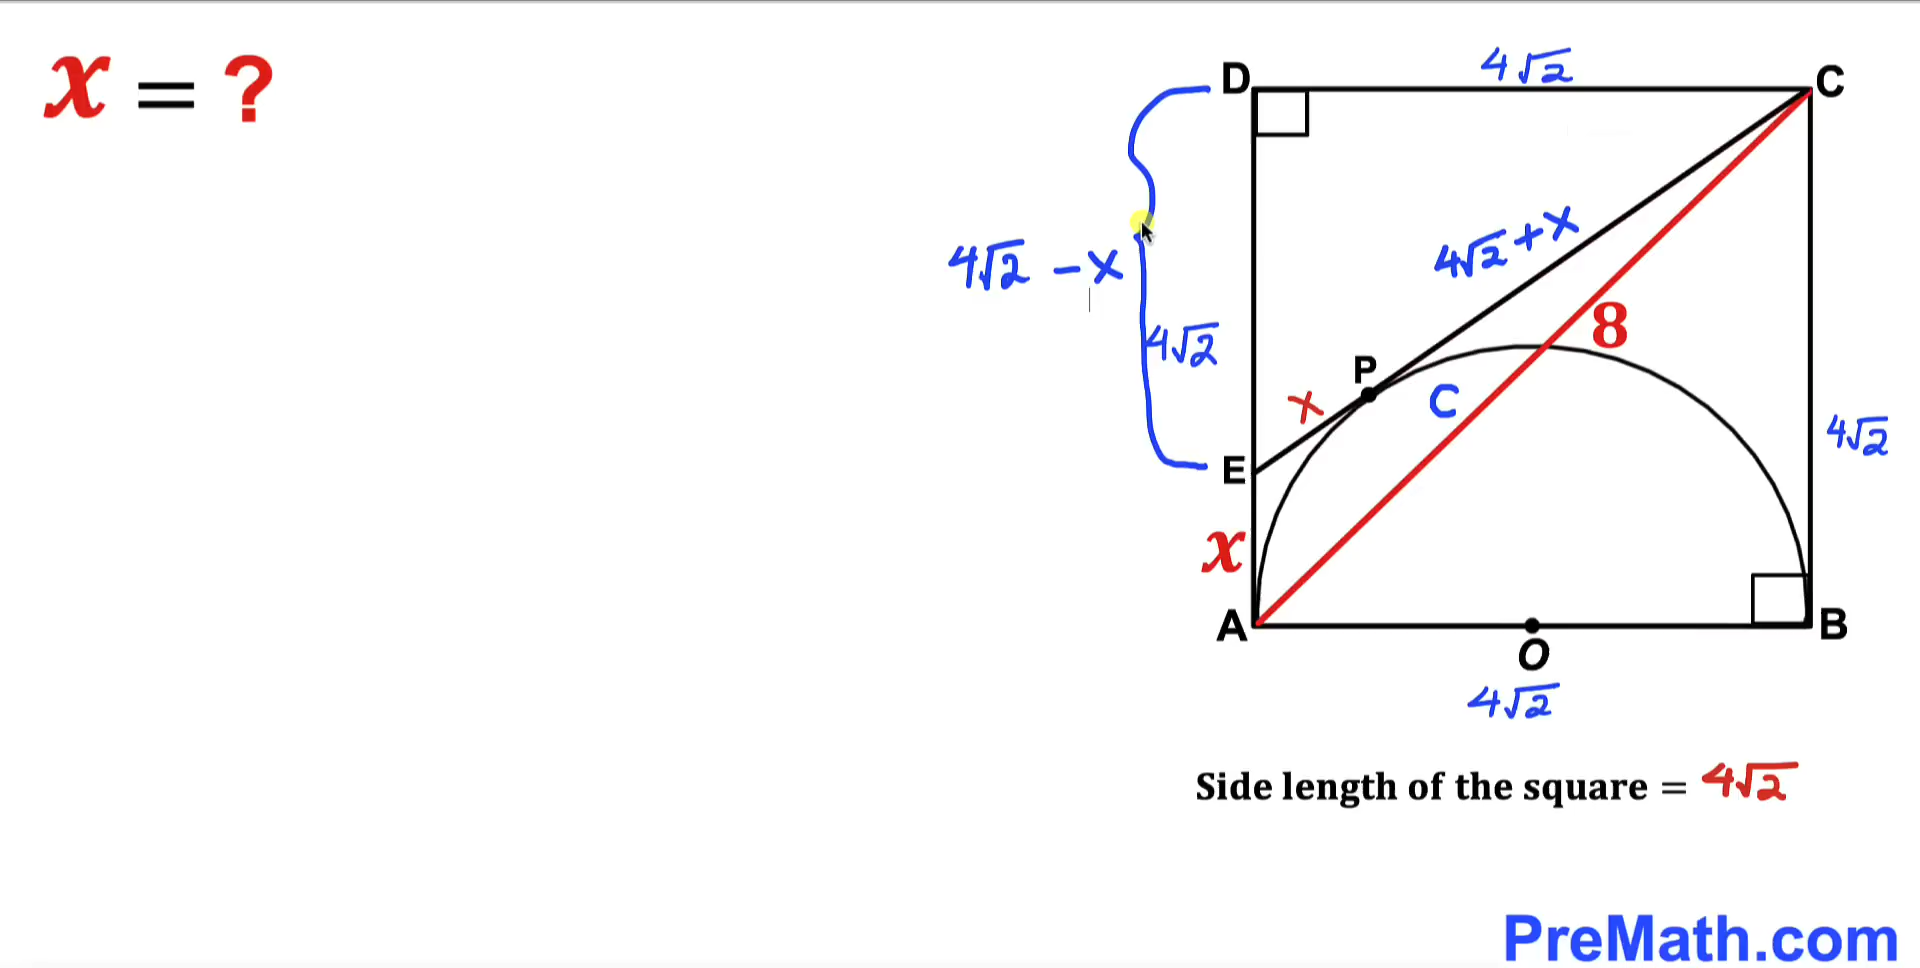 x = ?
D
4√2
C
4√2 + x
4√2 - x
8
4√2
P
x
C
4√2
E
x
A
B
O
4√2
Side length of the square = 4√2
PreMath.com